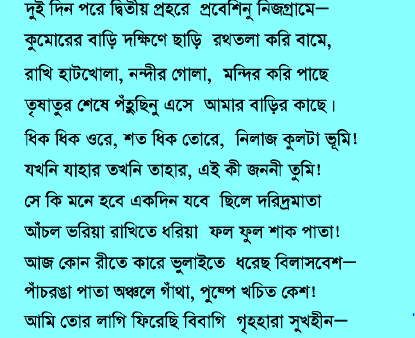 দুই দিন পরে দ্বিতীয় প্রহরে প্রবেশিনু নিজগ্রামে—
কুমোরের বাড়ি দক্ষিণে ছাড়ি রথতলা করি বামে,
রাখি হাটখোলা, নন্দীর গোলা, মন্দির করি পাছে
তৃষাতুর শেষে পঁহুছিনু এসে আমার বাড়ির কাছে।
ধিক ধিক ওরে, শত ধিক তোরে, নিলাজ কুলটা ভূমি!
যখনি যাহার তখনি তাহার, এই কী জননী তুমি!
সে কি মনে হবে একদিন যবে ছিলে দরিদ্রমাতা
আঁচল ভরিয়া রাখিতে ধরিয়া ফল ফুল শাক পাতা!
আজ কোন রীতে কারে ভুলাইতে ধরেছ বিলাসবেশ—
পাঁচরঙা পাতা অঞ্চলে গাঁথা, পুষ্পে খচিত কেশ!
আমি তোর লাগি ফিরেছি বিবাগি গৃহহারা সুখহীন—